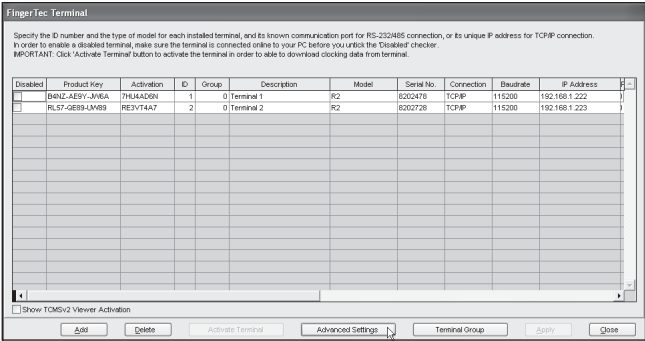 FingerTec Terminal
Specify the ID number and the type of model for each installed terminal, and its known communication port for RS-232/485 connection, or its unique IP address for TCP/IP connection.
In order to enable a disabled terminal, make sure the terminal is connected online to your PC before you untick the 'Disabled' checker.
IMPORTANT: Click 'Activate Terminal' button to activate the terminal in order to able to download clocking data from terminal.
Disabled Product Key Activation ID Group Description Model Serial No. Connection Baudrate IP Address
B4NZ-AE9Y-JW6A 7HU4AD6N 1 0 Terminal 1 R2 8202478 TCP/IP 115200 192.168.1.222
RL57-QE89-UW89 RE3VT4A7 2 0 Terminal 2 R2 8202728 TCP/IP 115200 192.168.1.223
Show TCMSv2 Viewer Activation
Add Delete Activate Terminal Advanced Settings Terminal Group Apply Close